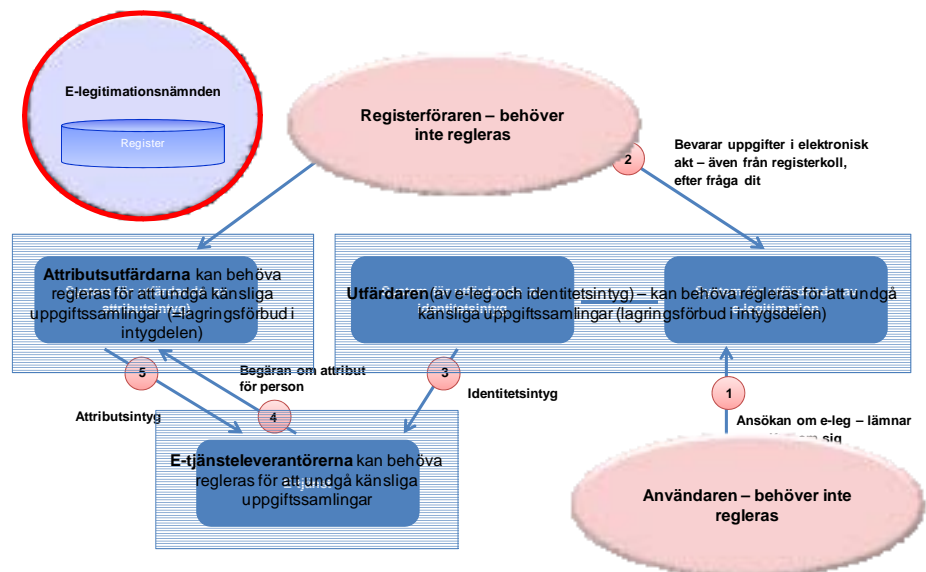 E-legitimationsnämnden
Register
Registerföraren – behöver
inte regleras
2
Bevarar uppgifter i elektronisk
akt – även från registerkoll,
efter fråga dit
Attributsutfärdarna kan behöva
regleras för att undgå känsliga
uppgiftssamlingar (=lagringsförbud i
intygdelen)
Utfärdaren (av e-leg och identitetsintyg) – kan behöva regleras för att undgå
känsliga uppgiftssamlingar (lagringsförbud i intygsdelen)
5
Attributsintyg
Begäran om attribut
för person
4
3
Identitetsintyg
1
Ansökan om e-leg – lämnar
sig
E-tjänsteleverantörerna kan behöva
regleras för att undgå känsliga
uppgiftssamlingar
Användaren – behöver inte
regleras